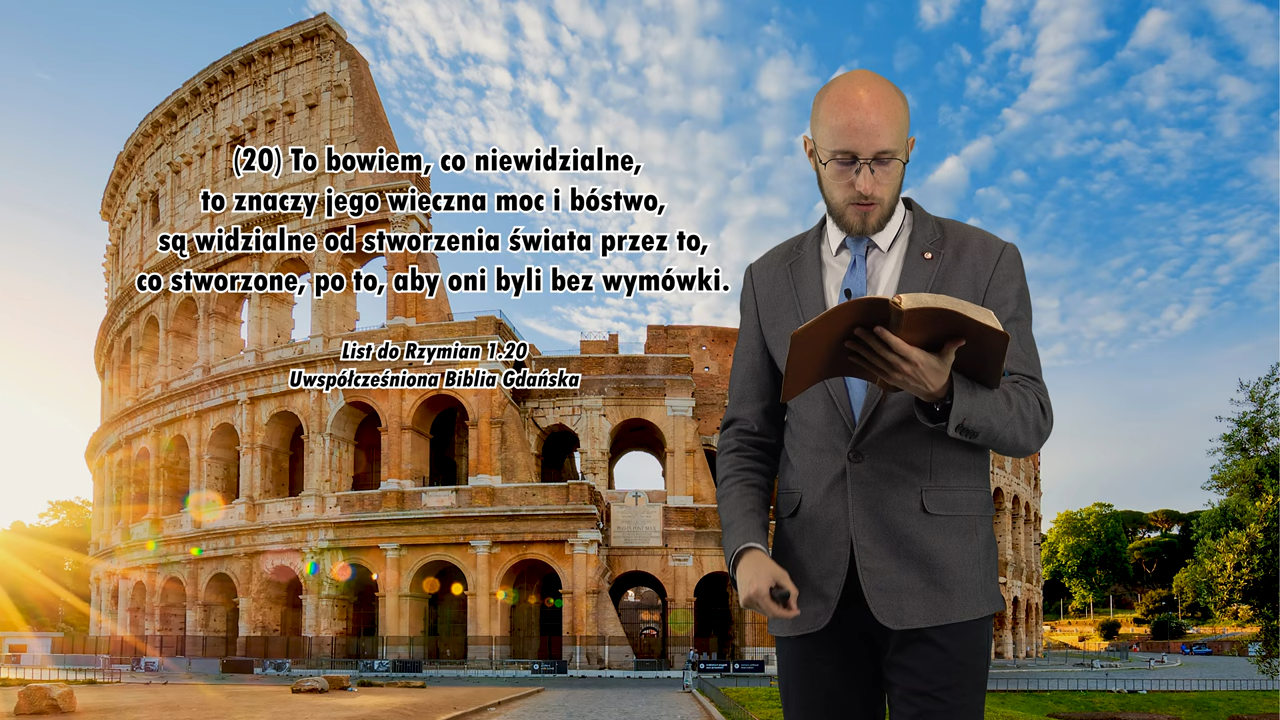 (20) To bowiem, co niewidzialne,
to znaczy jego wieczna moc i bóstwo,
są widzialne od stworzenia świata przez to,
co stworzone, po to, aby oni byli bez wymówki.
List do Rzymian 1.20
Uwspółcześniona Biblia Gdańska